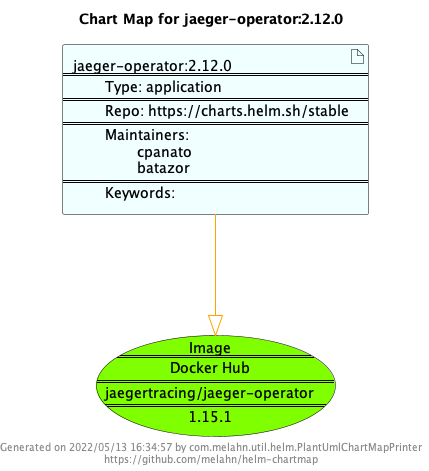 Chart Map for jaeger-operator:2.12.0
jaeger-operator:2.12.0
Type: application
Repo: https://charts.helm.sh/stable
Maintainers:
cpanato
batazor
Keywords:
Image
Docker Hub
jaegertracing/jaeger-operator
1.15.1
Generated on 2022/05/13 16:34:57 by com.melahn.util.helm.PlantUmlChartMapPrinter
https://github.com/melahn/helm-chartmap